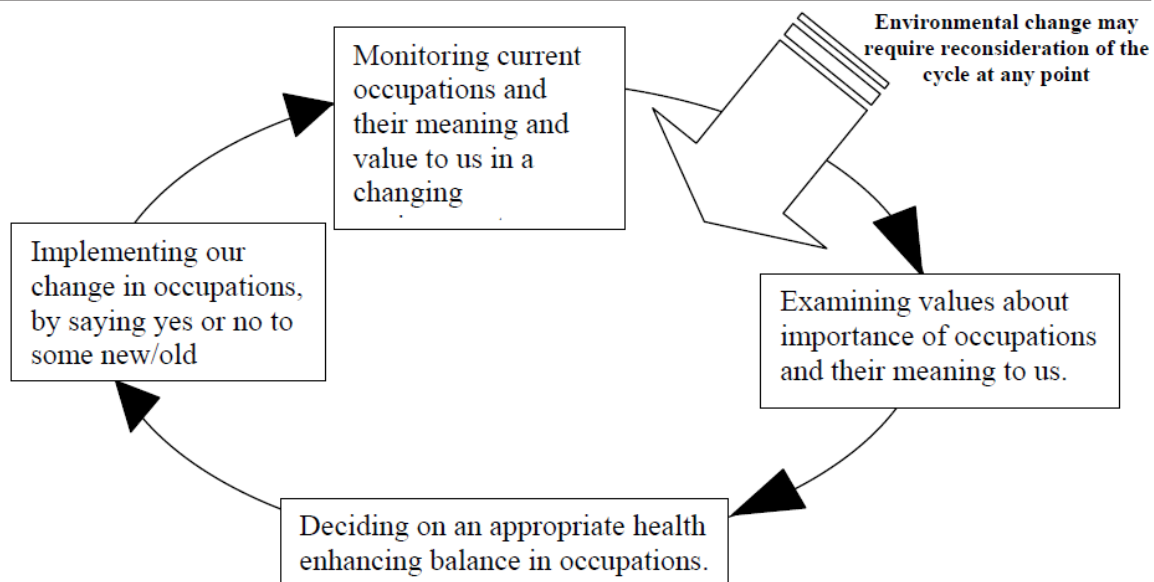 Environmental change may
require reconsideration of the
cycle at any point
Monitoring current
occupations and
their meaning and
value to us in a
changing
Examining values about
importance of occupations
and their meaning to us.
Deciding on an appropriate health
enhancing balance in occupations.
Implementing our
change in occupations,
by saying yes or no to
some new/old